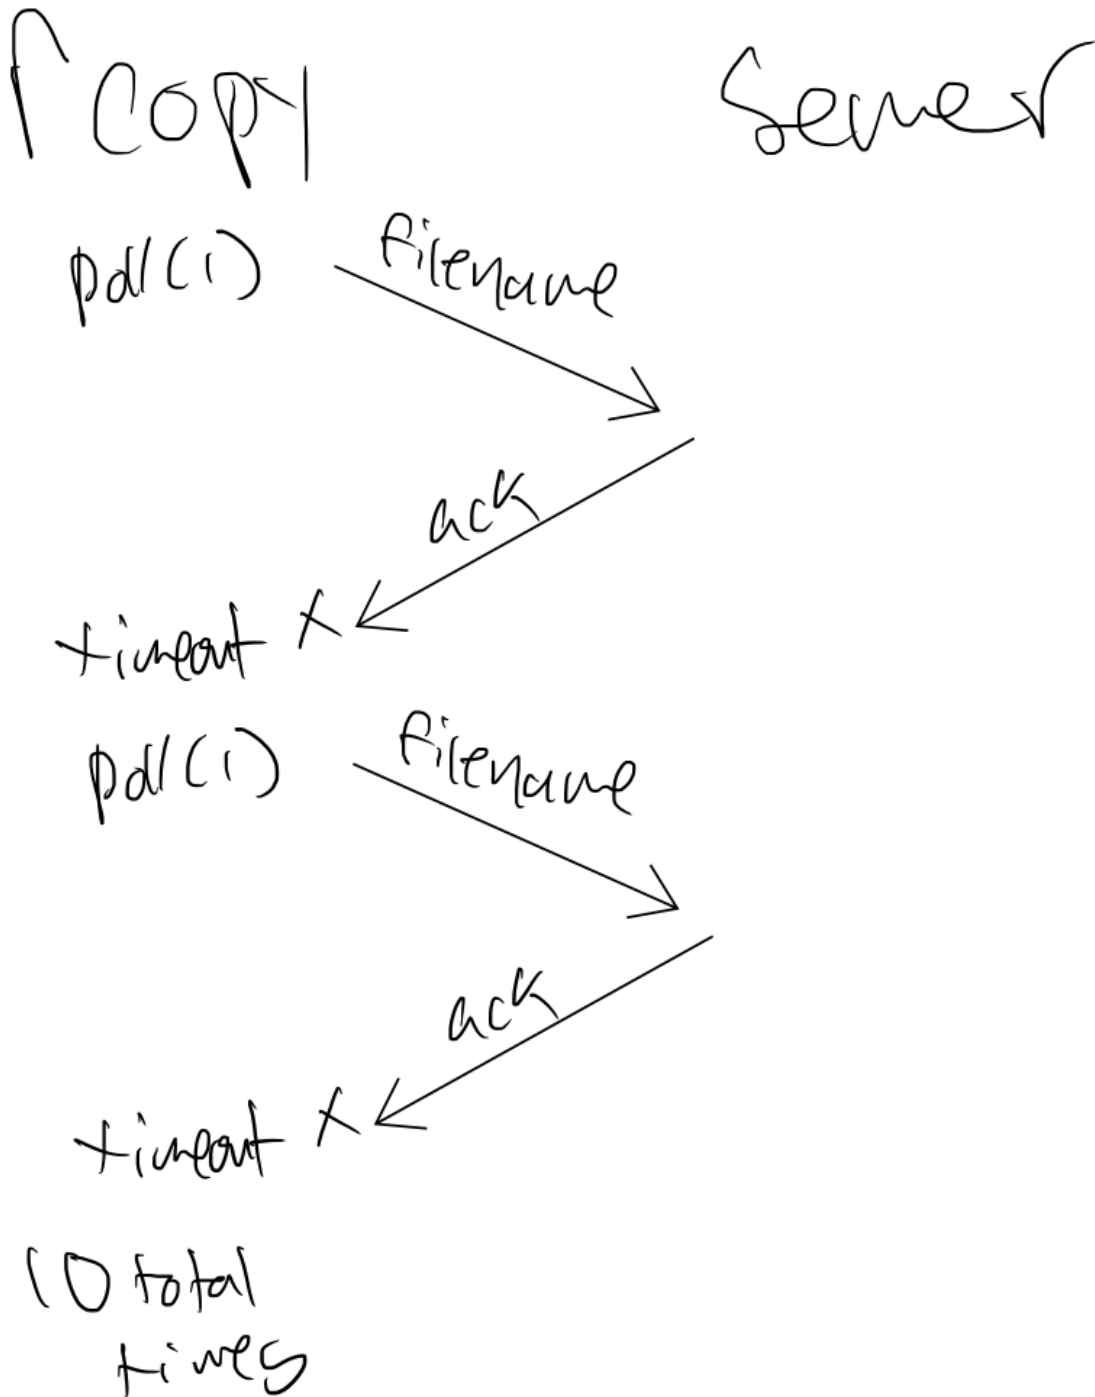 rcopy server
poll(1) filename
ack
timeout X
poll(1) filename
ack
timeout X
10 total
times